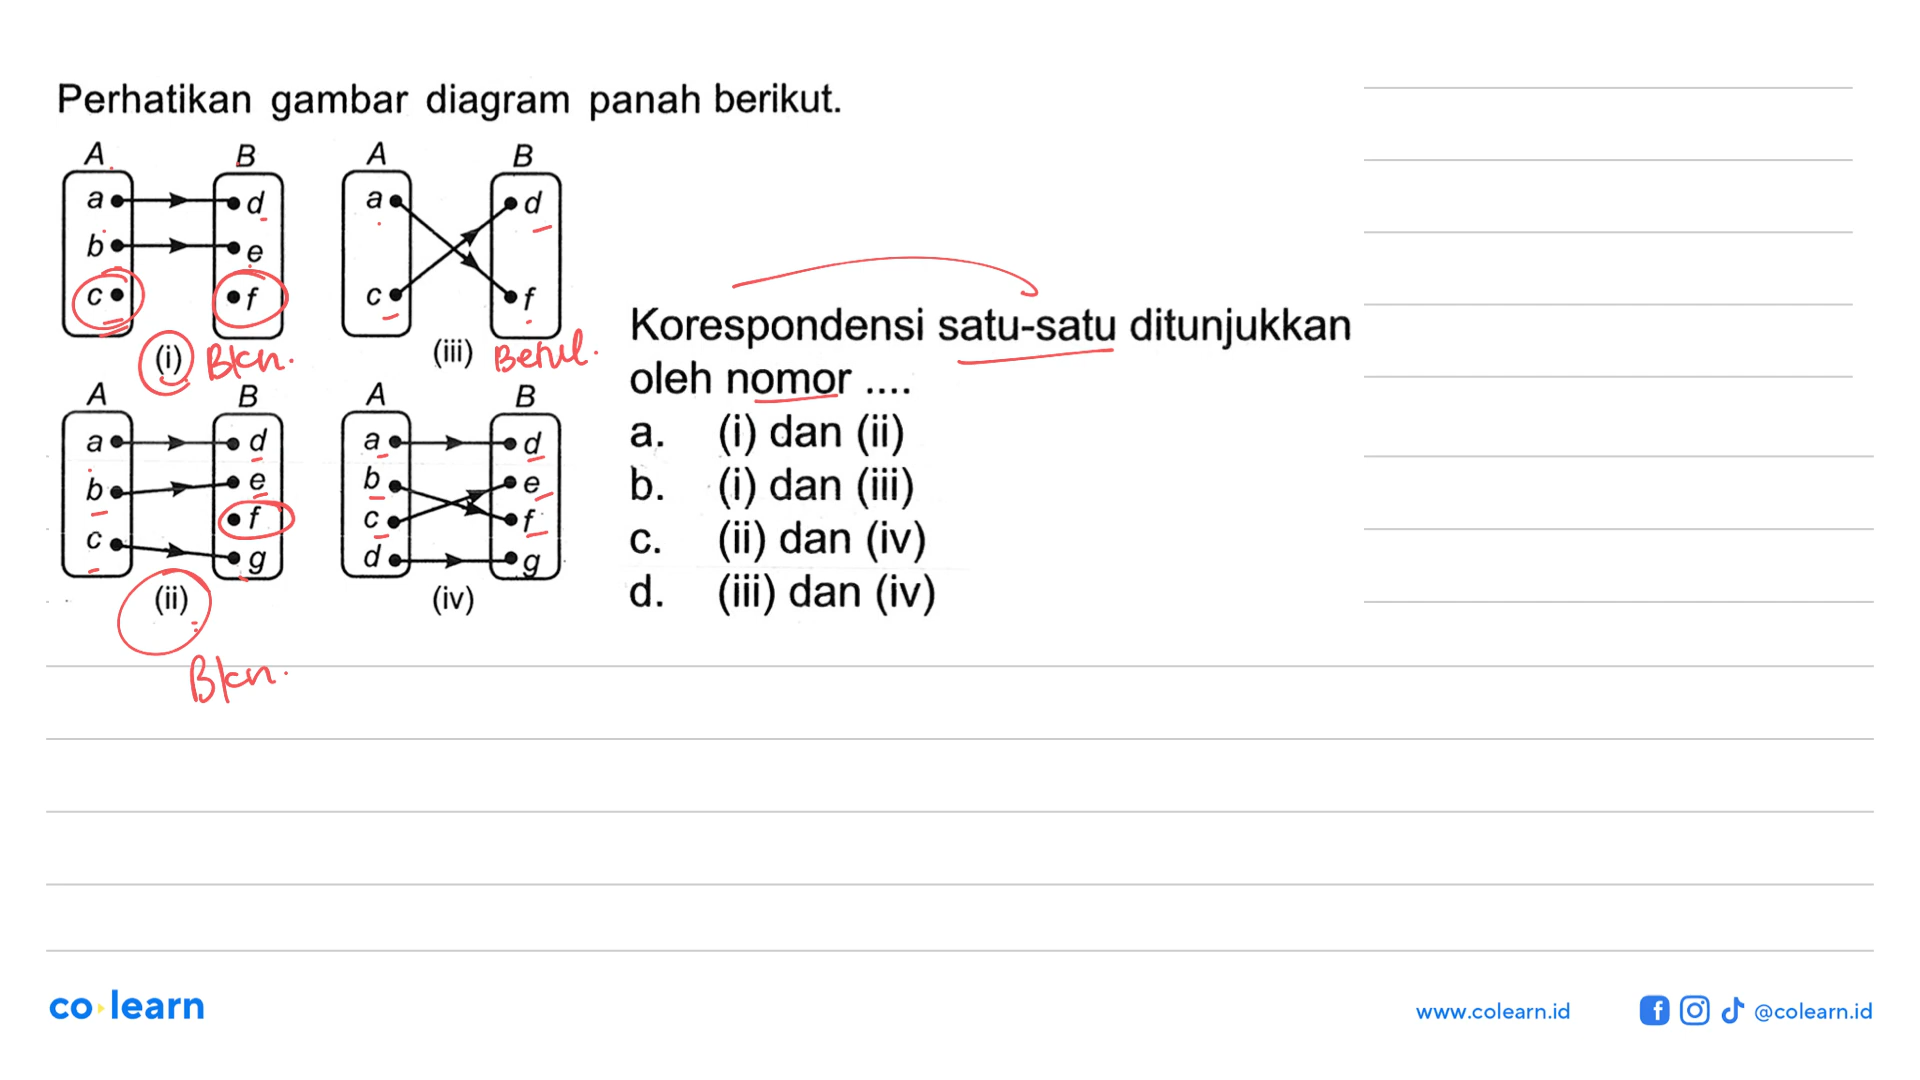 Perhatikan gambar diagram panah berikut.
A B A B
a d a d
b e
c f c f
(i) Bkn. (iii) Betul.
A B A B
a d a d
b e b e
f c f
c g d g
(ii) (iv)
Bkn.
Korespondensi satu-satu ditunjukkan
oleh nomor ....
a. (i) dan (ii)
b. (i) dan (iii)
c. (ii) dan (iv)
d. (iii) dan (iv)
co learn
www.colearn.id
@colearn.id